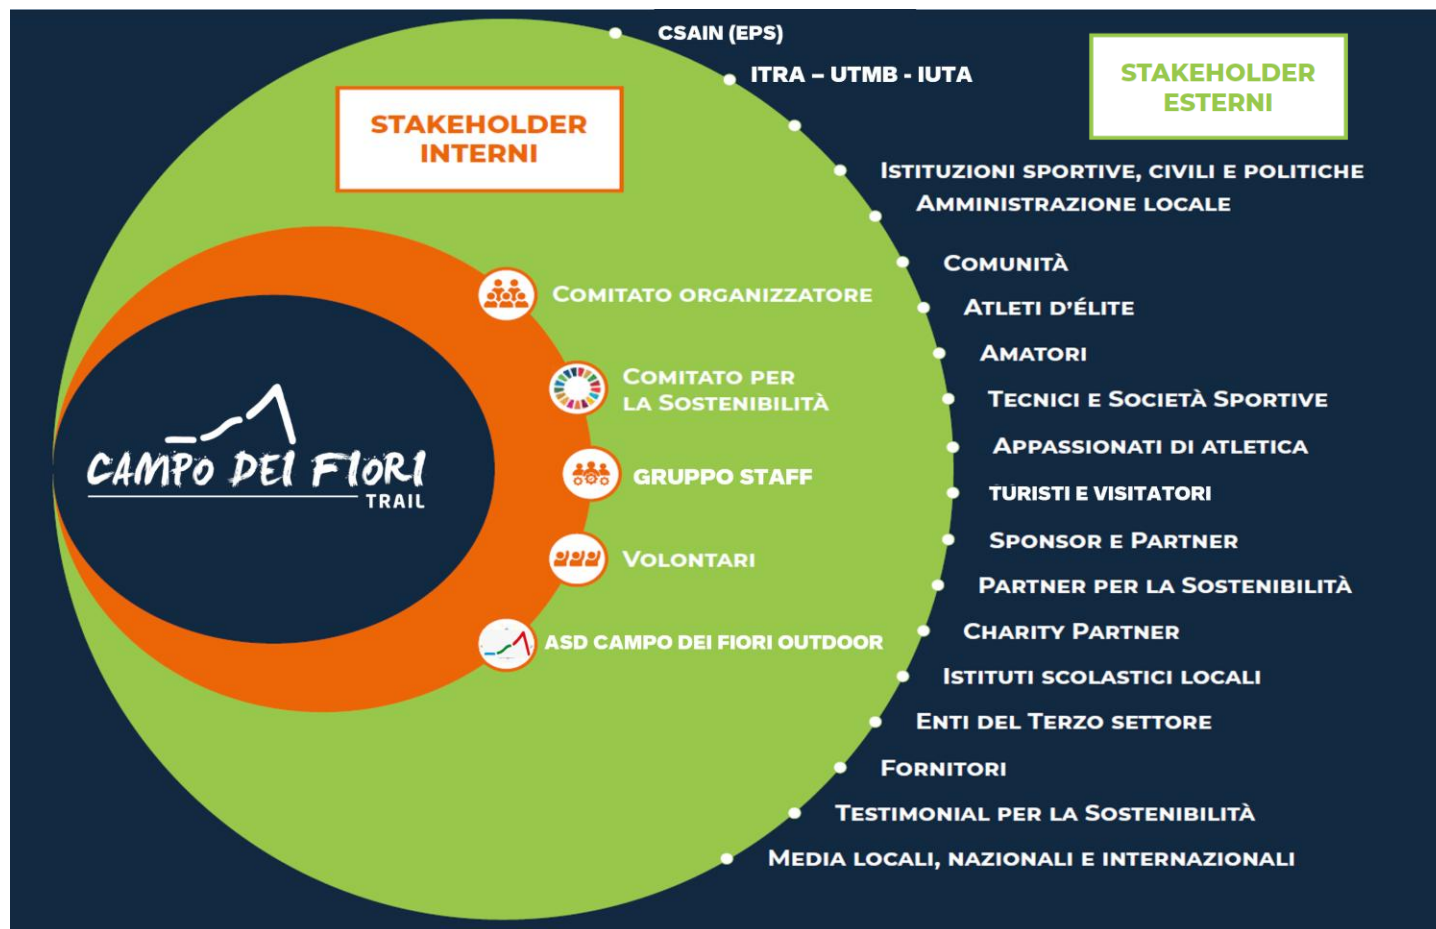 CSAIN (EPS)
ITRA – UTMB - IUTA
STAKEHOLDER
ESTERNI
STAKEHOLDER
INTERNI
ISTITUZIONI SPORTIVE, CIVILI E POLITICHE
AMMINISTRAZIONE LOCALE
COMUNITÀ
ATLETI D'ÉLITE
AMATORI
TECNICI E SOCIETÀ SPORTIVE
APPASSIONATI DI ATLETICA
TURISTI E VISITATORI
SPONSOR E PARTNER
PARTNER PER LA SOSTENIBILITÀ
CHARITY PARTNER
ISTITUTI SCOLASTICI LOCALI
ENTI DEL TERZO SETTORE
FORNITORI
TESTIMONIAL PER LA SOSTENIBILITÀ
MEDIA LOCALI, NAZIONALI E INTERNAZIONALI
COMITATO ORGANIZZATORE
COMITATO PER
LA SOSTENIBILITÀ
GRUPPO STAFF
VOLONTARI
ASD CAMPO DEI FIORI OUTDOOR
CAMPO DEI FIORI
TRAIL